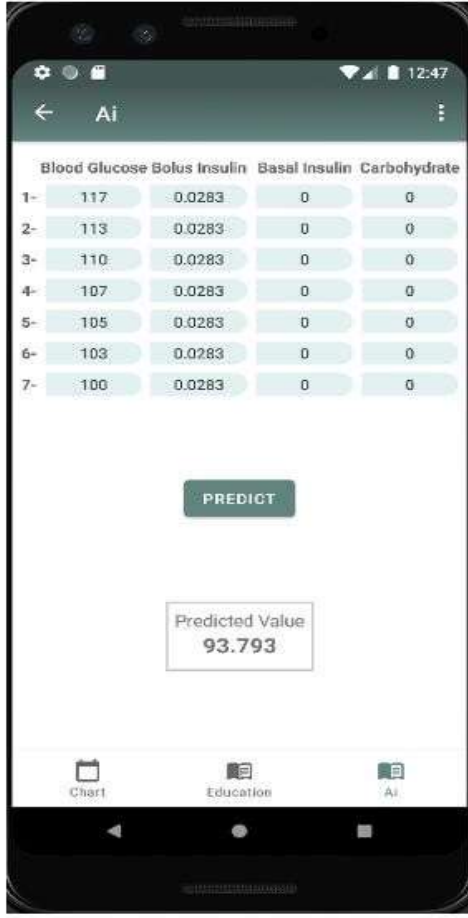 12:47
Ai
Blood Glucose Bolus Insulin Basal Insulin Carbohydrate
1- 117 0.0283 0 0
2- 113 0.0283 0 0
3- 110 0.0283 0 0
4- 107 0.0283 0 0
5- 105 0.0283 0 0
6- 103 0.0283 0 0
7- 100 0.0283 0 0
PREDICT
Predicted Value
93.793
Chart Education Ai